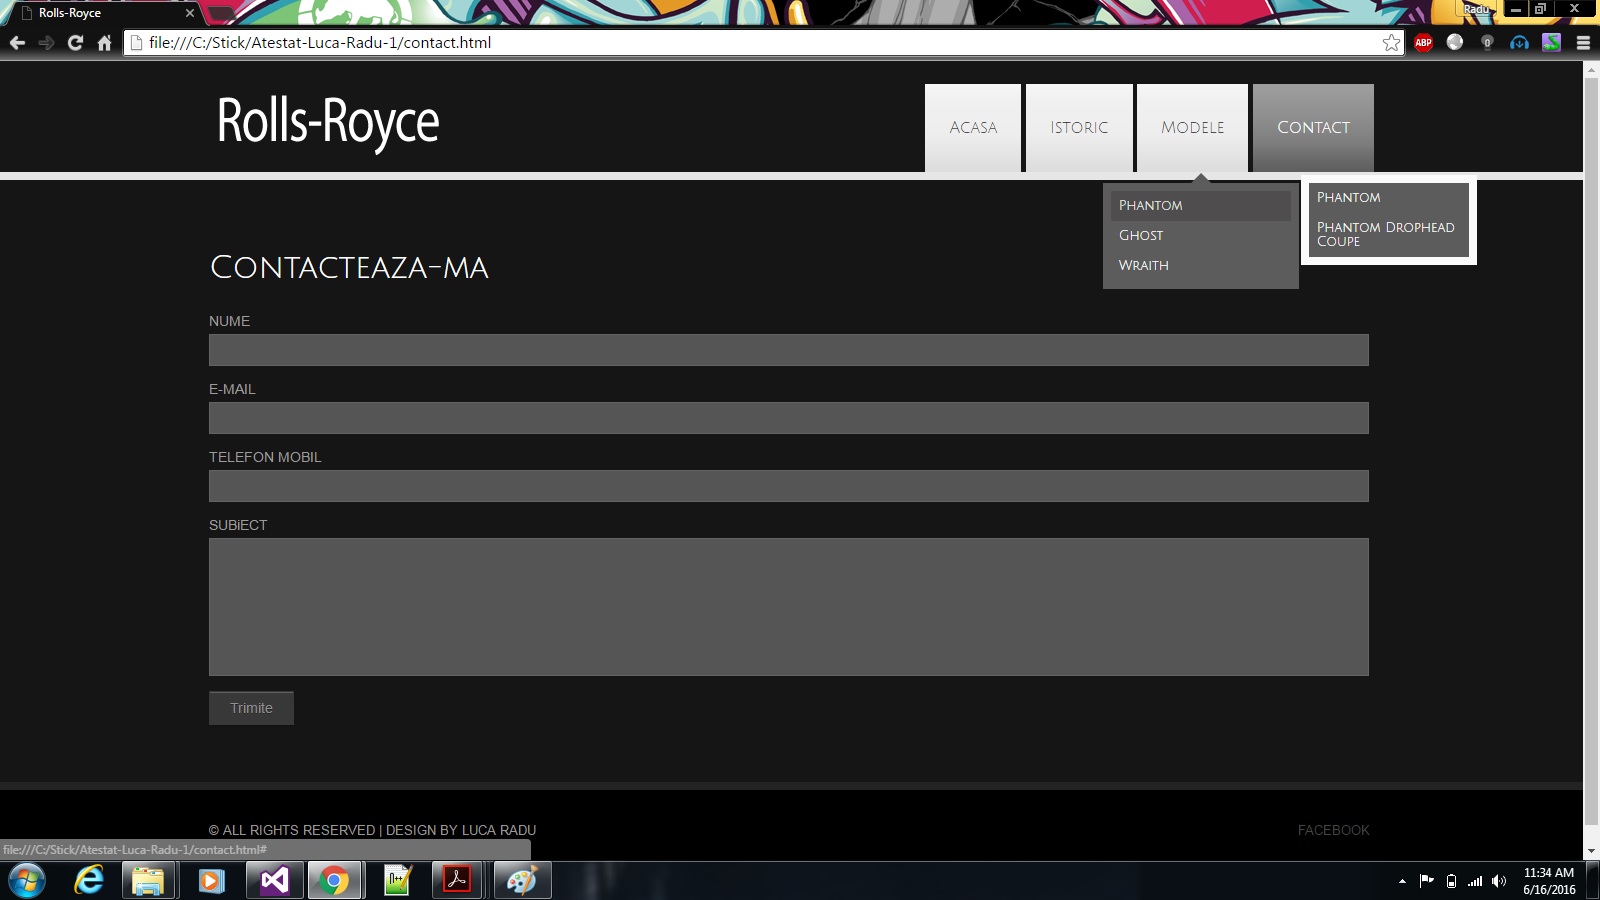 Rolls-Royce
Radu
file:///C:/Stick/Atestat-Luca-Radu-1/contact.html
ABP
0
Rolls-Royce
Acasa
Istoric
Modele
Contact
Phantom
Ghost
Wraith
Phantom
Phantom Drophead
Coupe
Contacteaza-ma
NUME
E-MAIL
TELEFON MOBIL
SUBiECT
Trimite
© ALL RIGHTS RESERVED | DESIGN BY LUCA RADU
FACEBOOK
file:///C:/Stick/Atestat-Luca-Radu-1/contact.html#
11:34 AM
6/16/2016